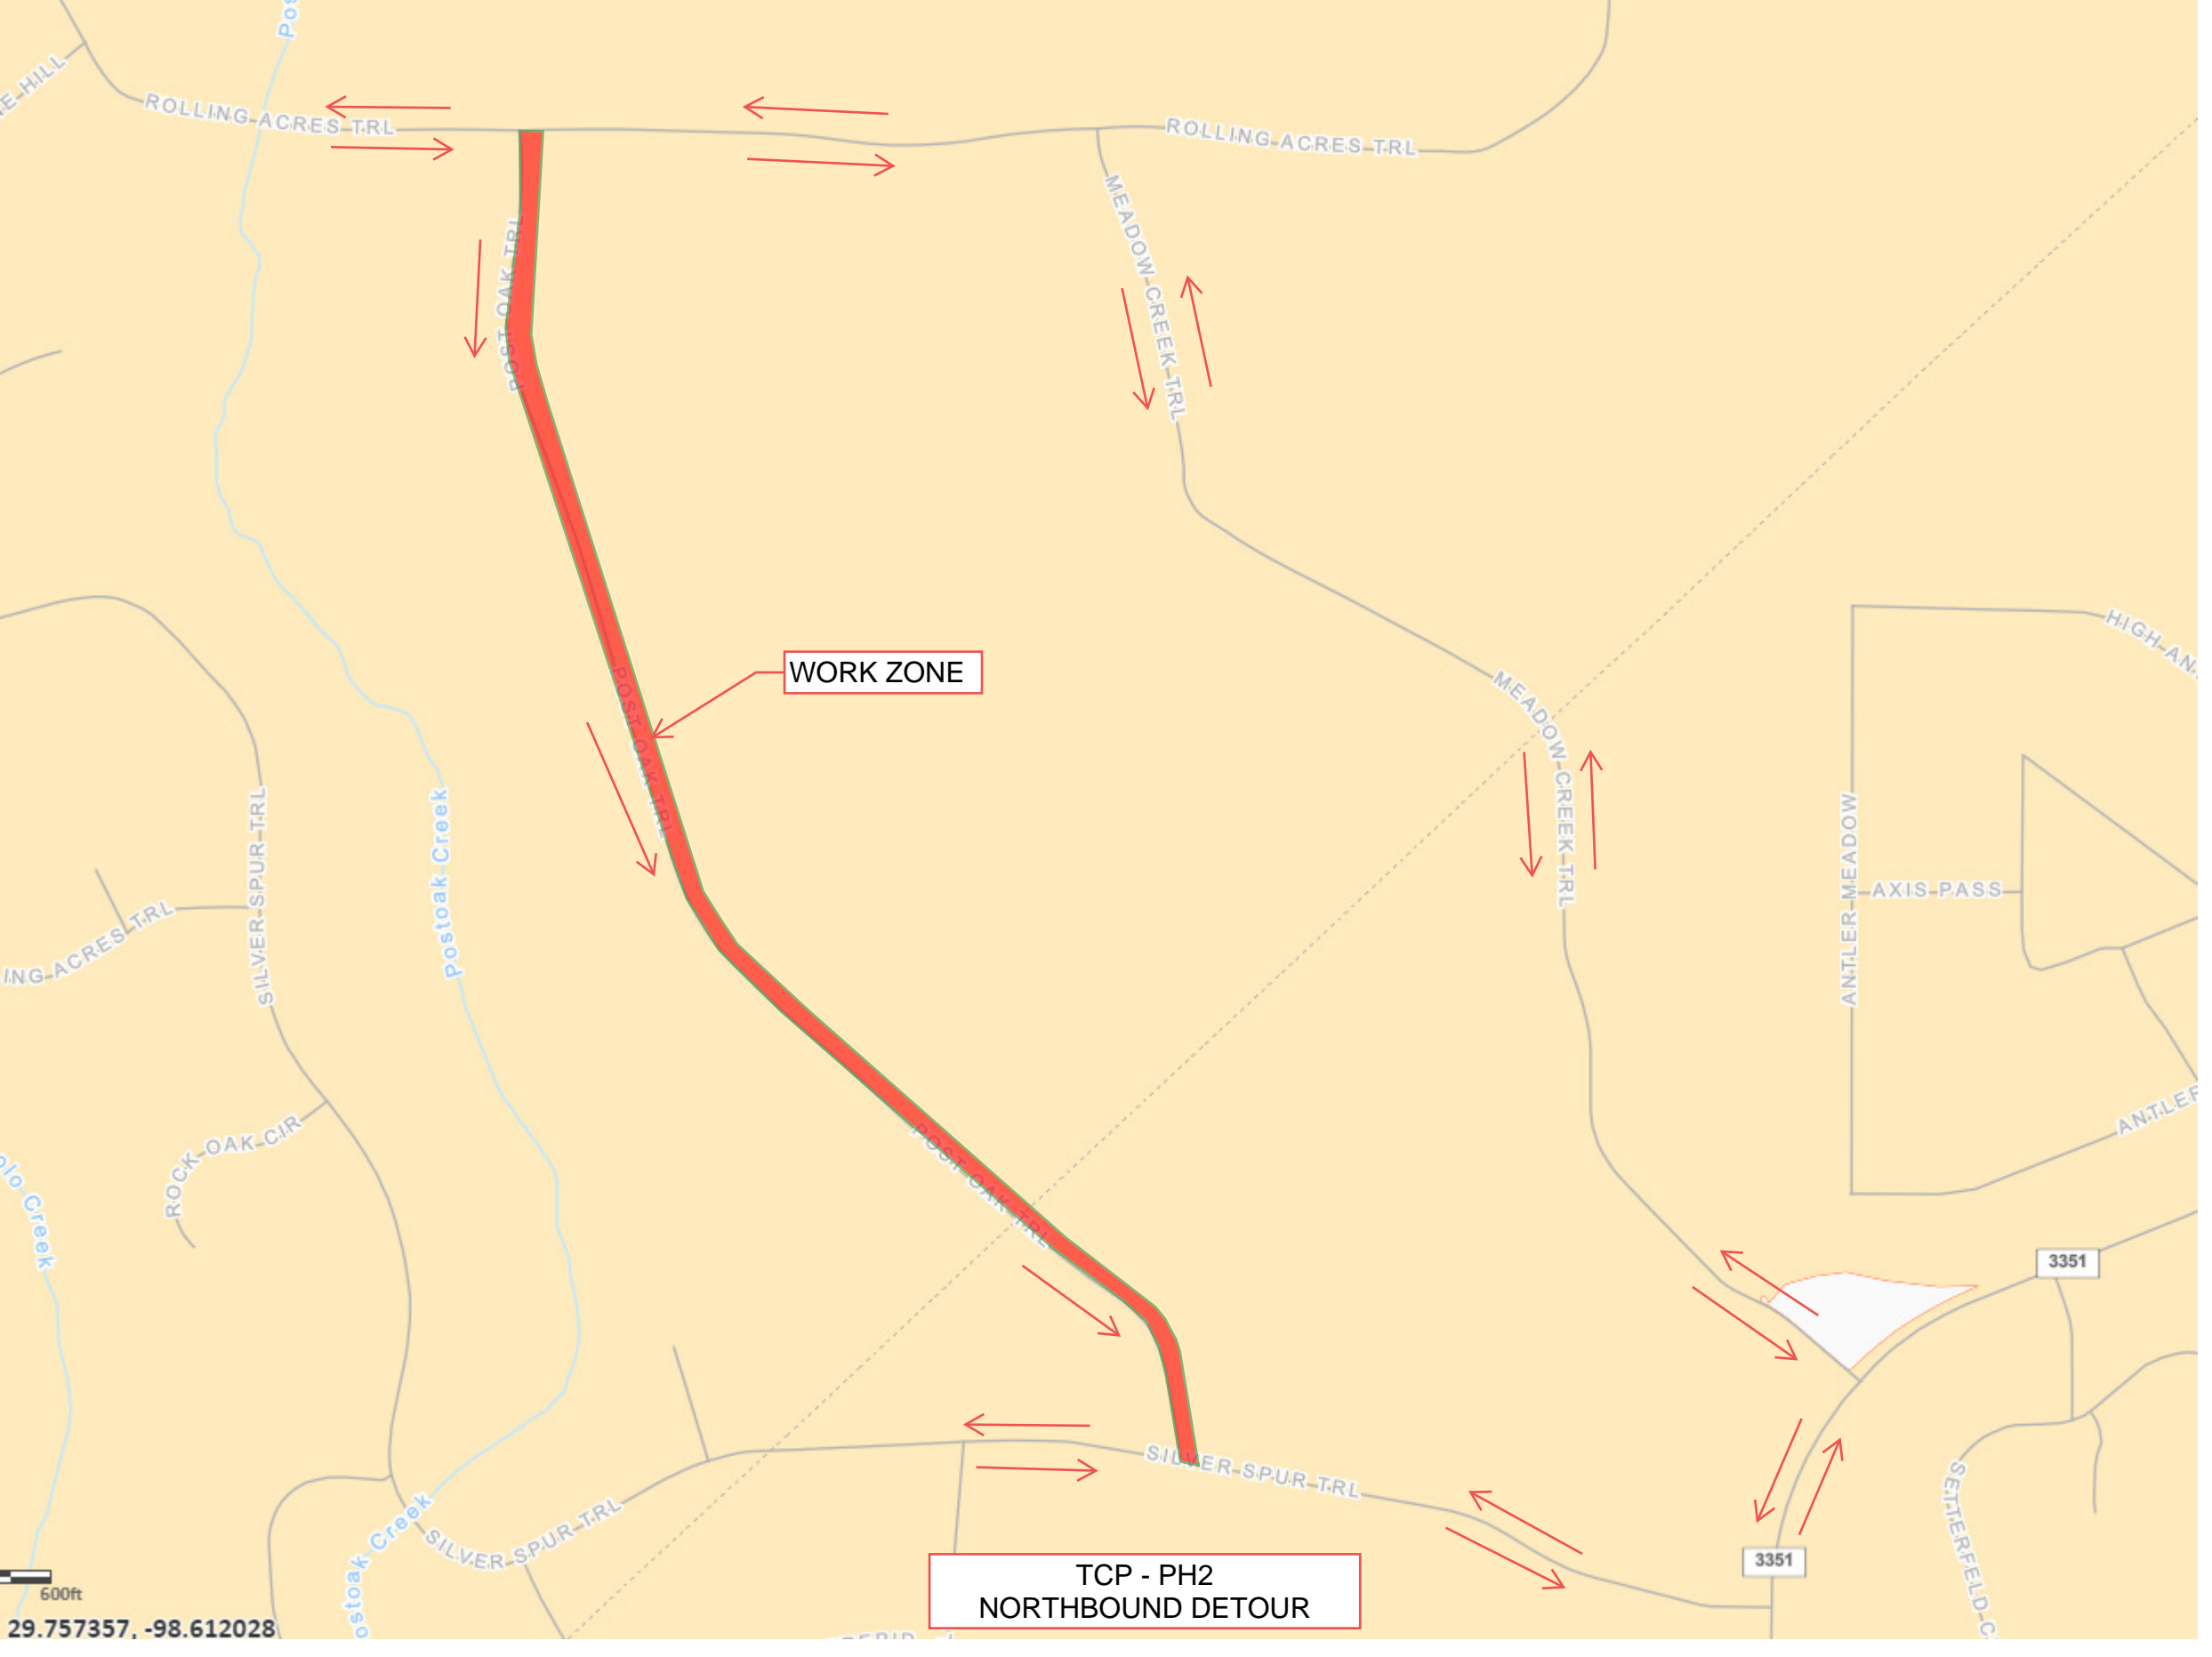 ROLLING ACRES TRL
ROLLING ACRES TRL
HILL
POST OAK TRL
MEADOW CREEK TRL
WORK ZONE
HIGH
POST OAK TRL
MEADOW CREEK TRL
SILVER SPUR TRL
Postoak Creek
ANTLER MEADOW
AXIS PASS
ING ACRES TRL
ROCK OAK CIR
ANTLER
Creek
POST OAK TRL
3351
SILVER SPUR TRL
Creek
SILVER SPUR TRL
3351
TCP - PH2
NORTHBOUND DETOUR
600ft
29.757357, -98.612028